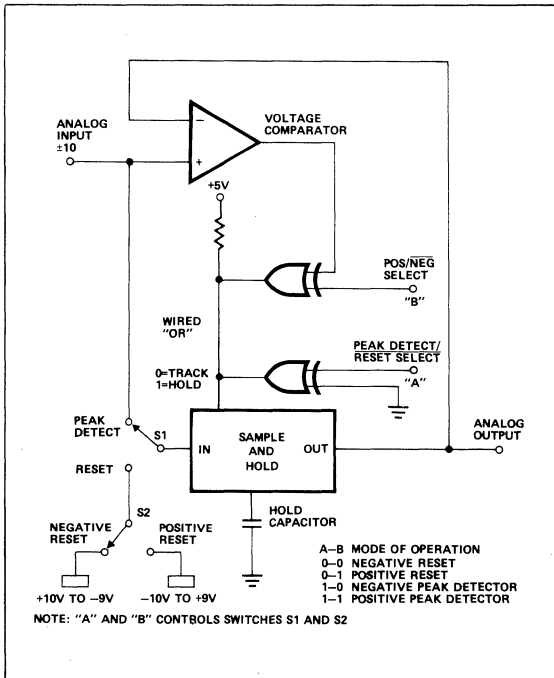 ANALOG
INPUT
±10
−
+
VOLTAGE
COMPARATOR
+5V
POS/NEG
SELECT
"B"
WIRED
"OR"
PEAK DETECT/
RESET SELECT
"A"
0=TRACK
1=HOLD
PEAK
DETECT
S1
IN
SAMPLE
AND
HOLD
OUT
ANALOG
OUTPUT
RESET
S2
HOLD
CAPACITOR
NEGATIVE
RESET
POSITIVE
RESET
+10V TO −9V
−10V TO +9V
A–B MODE OF OPERATION
0–0 NEGATIVE RESET
0–1 POSITIVE RESET
1–0 NEGATIVE PEAK DETECTOR
1–1 POSITIVE PEAK DETECTOR
NOTE: "A" AND "B" CONTROLS SWITCHES S1 AND S2